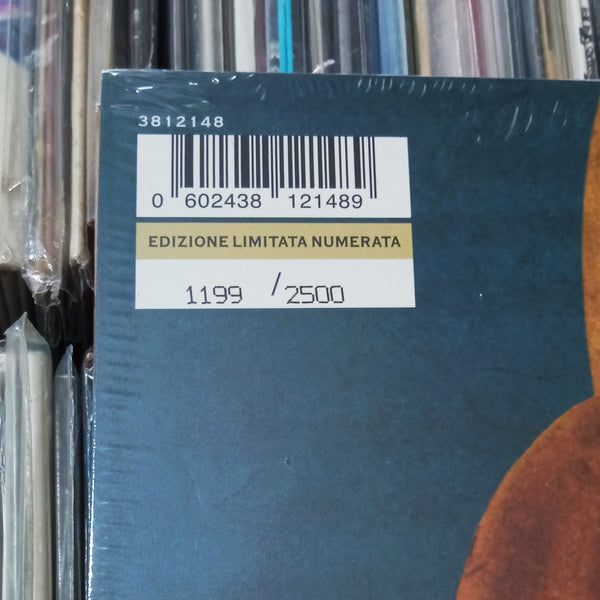 3812148
0 602438 121489
EDIZIONE LIMITATA NUMERATA
1199 / 2500